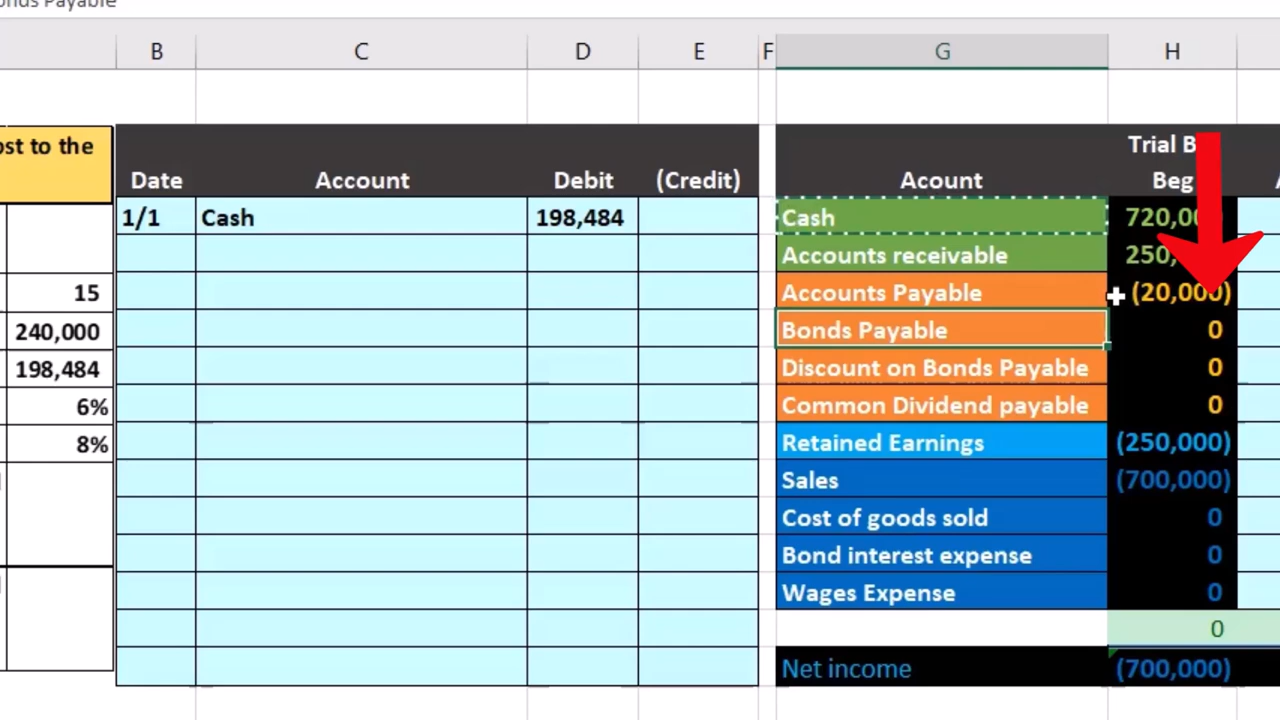 onds Payable
B C D E F G H
ost to the
15
240,000
198,484
6%
8%
Date Account Debit (Credit)
1/1 Cash 198,484
Trial B
Acount Beg
Cash 720,0
Accounts receivable 250,
Accounts Payable (20,000)
Bonds Payable 0
Discount on Bonds Payable 0
Common Dividend payable 0
Retained Earnings (250,000)
Sales (700,000)
Cost of goods sold 0
Bond interest expense 0
Wages Expense 0
0
Net income (700,000)